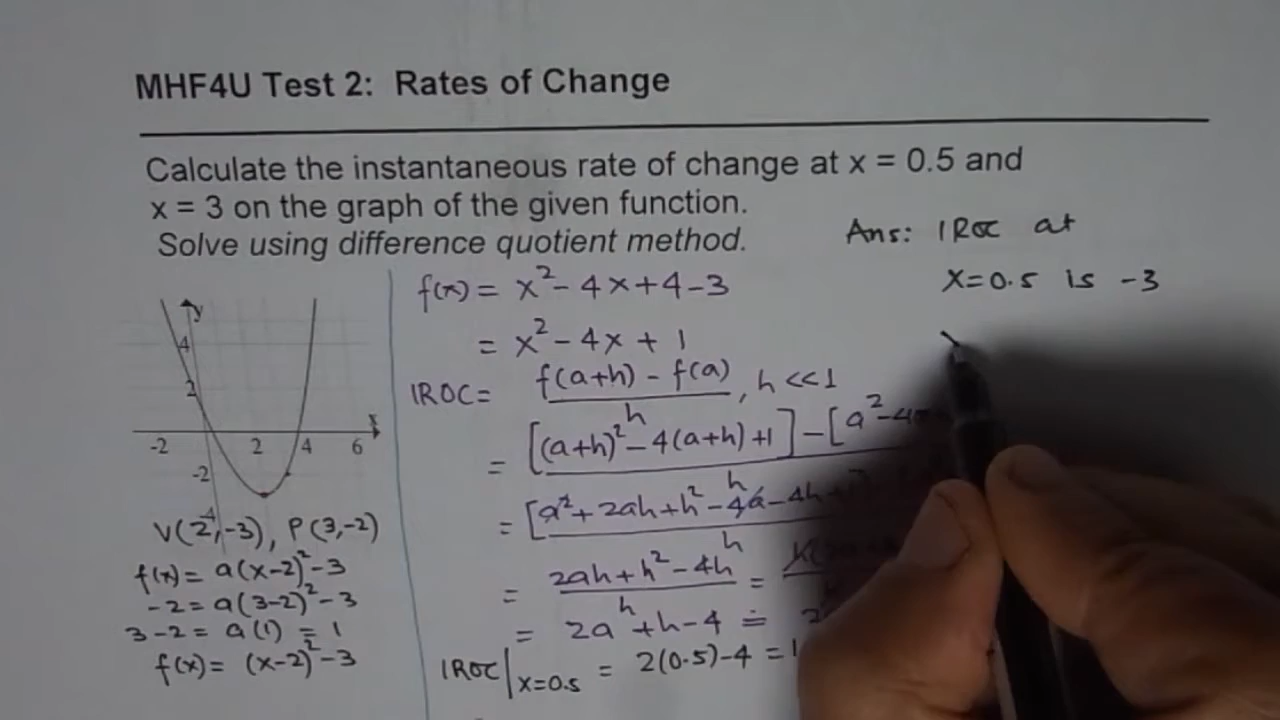 MHF4U Test 2: Rates of Change
Calculate the instantaneous rate of change at x = 0.5 and
x = 3 on the graph of the given function.
Solve using difference quotient method.
Ans: IROC at
x=0.5 is -3
y
4
2
x
-2 2 4 6
-2
-4
V(2,-3), P(3,-2)
f(x) = a(x-2)²-3
-2 = a(3-2)²-3
3-2 = a(1) = 1
f(x) = (x-2)²-3
f(x) = x²-4x+4-3
= x²-4x+1
IROC = f(a+h) - f(a) / h , h <<1
= [(a+h)²-4(a+h)+1] - [a²-4 / h
= [a²+2ah+h²-4a-4h / h
= 2ah+h²-4h / h =
= 2a+h-4 ≐
IROC|x=0.5 = 2(0.5)-4 = 1